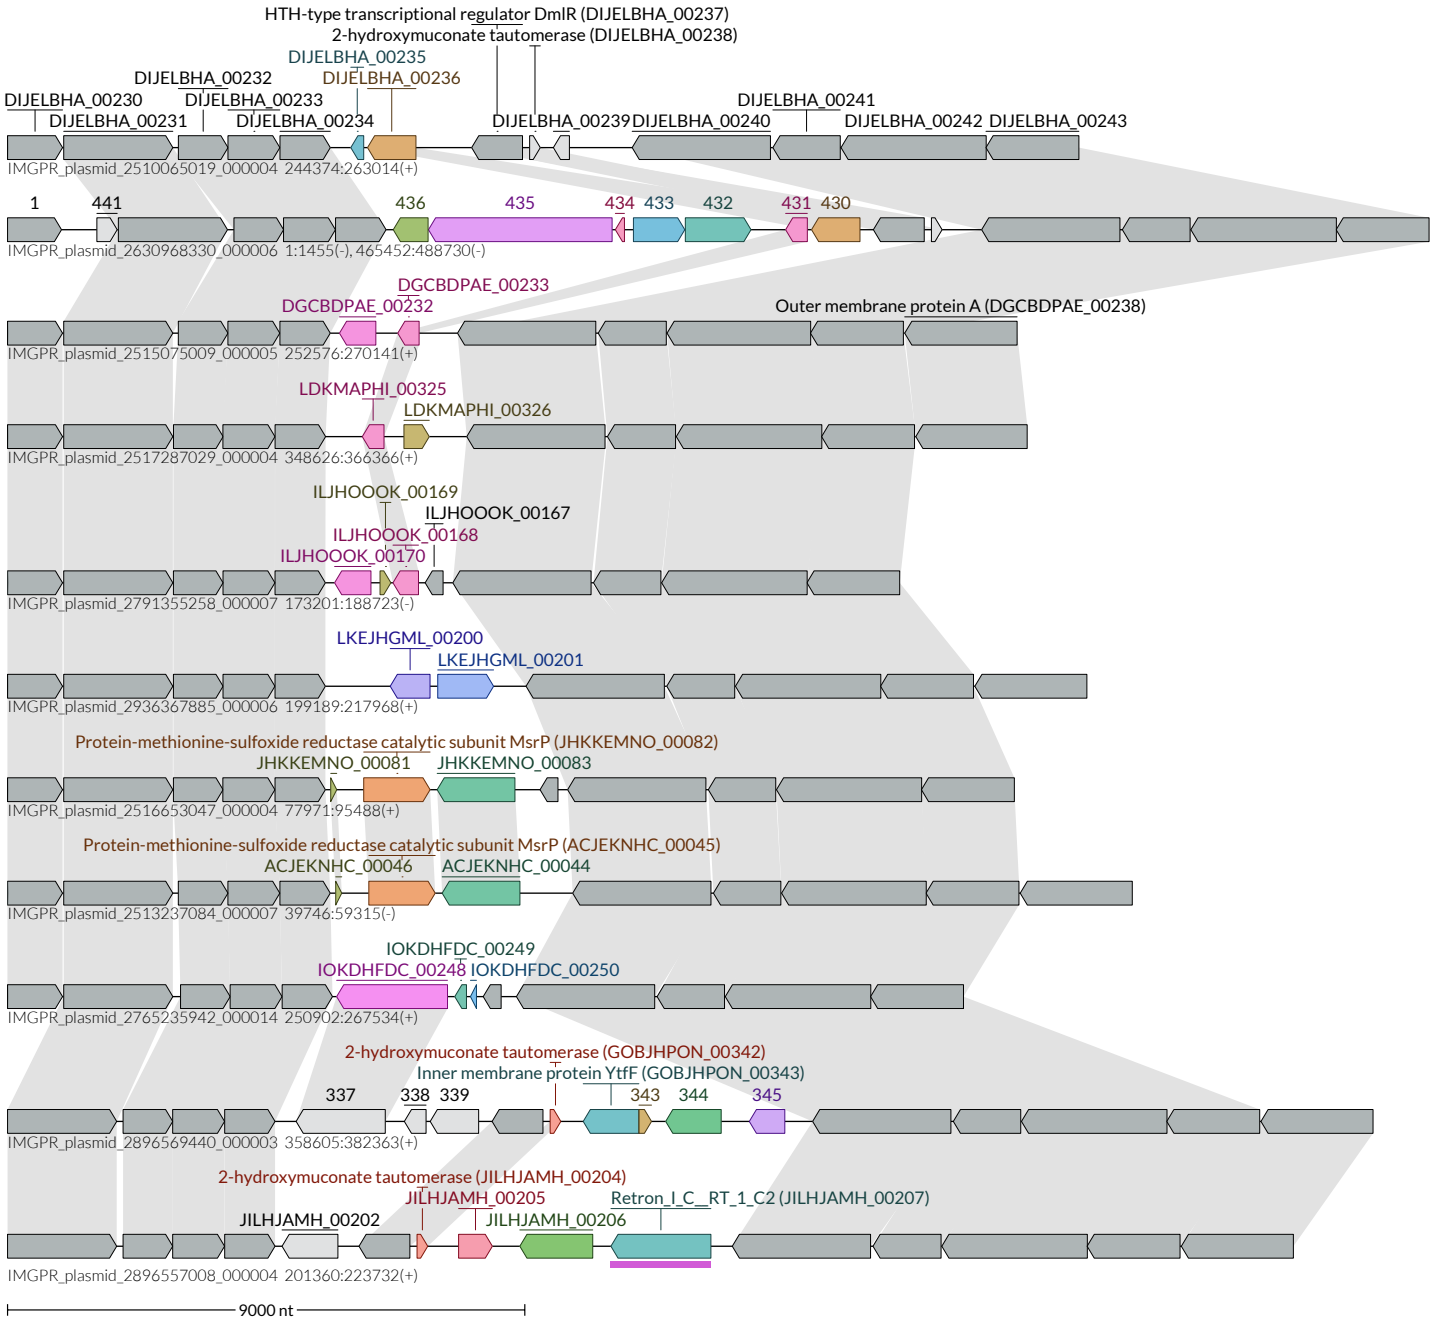 HTH-type transcriptional regulator DmlR (DIJELBHA_00237)
2-hydroxymuconate tautomerase (DIJELBHA_00238)
DIJELBHA_00235
DIJELBHA_00232 DIJELBHA_00236
DIJELBHA_00230 DIJELBHA_00233 DIJELBHA_00241
DIJELBHA_00231 DIJELBHA_00234 DIJELBHA_00239 DIJELBHA_00240 DIJELBHA_00242 DIJELBHA_00243
IMGPR_plasmid_2510065019_000004 244374:263014(+)
1 441 436 435 434 433 432 431 430
IMGPR_plasmid_2630968330_000006 1:1455(-), 465452:488730(-)
DGCBDPAE_00233
DGCBDPAE_00232 Outer membrane protein A (DGCBDPAE_00238)
IMGPR_plasmid_2515075009_000005 252576:270141(+)
LDKMAPHI_00325
LDKMAPHI_00326
IMGPR_plasmid_2517287029_000004 348626:366366(+)
ILJHOOOK_00169
ILJHOOOK_00167
ILJHOOOK_00168
ILJHOOOK_00170
IMGPR_plasmid_2791355258_000007 173201:188723(-)
LKEJHGML_00200
LKEJHGML_00201
IMGPR_plasmid_2936367885_000006 199189:217968(+)
Protein-methionine-sulfoxide reductase catalytic subunit MsrP (JHKKEMNO_00082)
JHKKEMNO_00081 JHKKEMNO_00083
IMGPR_plasmid_2516653047_000004 77971:95488(+)
Protein-methionine-sulfoxide reductase catalytic subunit MsrP (ACJEKNHC_00045)
ACJEKNHC_00046 ACJEKNHC_00044
IMGPR_plasmid_2513237084_000007 39746:59315(-)
IOKDHFDC_00249
IOKDHFDC_00248 IOKDHFDC_00250
IMGPR_plasmid_2765235942_000014 250902:267534(+)
2-hydroxymuconate tautomerase (GOBJHPON_00342)
Inner membrane protein YtfF (GOBJHPON_00343)
337 338 339 343 344 345
IMGPR_plasmid_2896569440_000003 358605:382363(+)
2-hydroxymuconate tautomerase (JILHJAMH_00204)
JILHJAMH_00205 Retron_I_C__RT_1_C2 (JILHJAMH_00207)
JILHJAMH_00202 JILHJAMH_00206
IMGPR_plasmid_2896557008_000004 201360:223732(+)
9000 nt